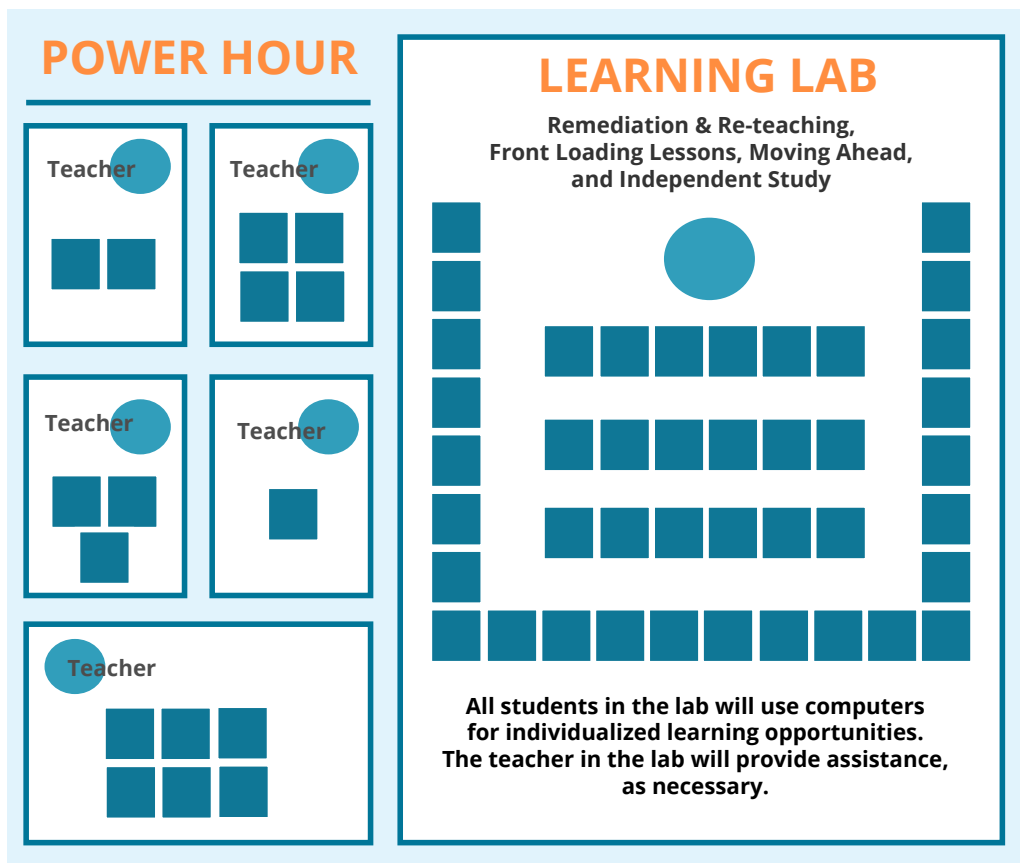 POWER HOUR
Teacher
Teacher
Teacher
Teacher
Teacher
LEARNING LAB
Remediation & Re-teaching,
Front Loading Lessons, Moving Ahead,
and Independent Study
All students in the lab will use computers
for individualized learning opportunities.
The teacher in the lab will provide assistance,
as necessary.